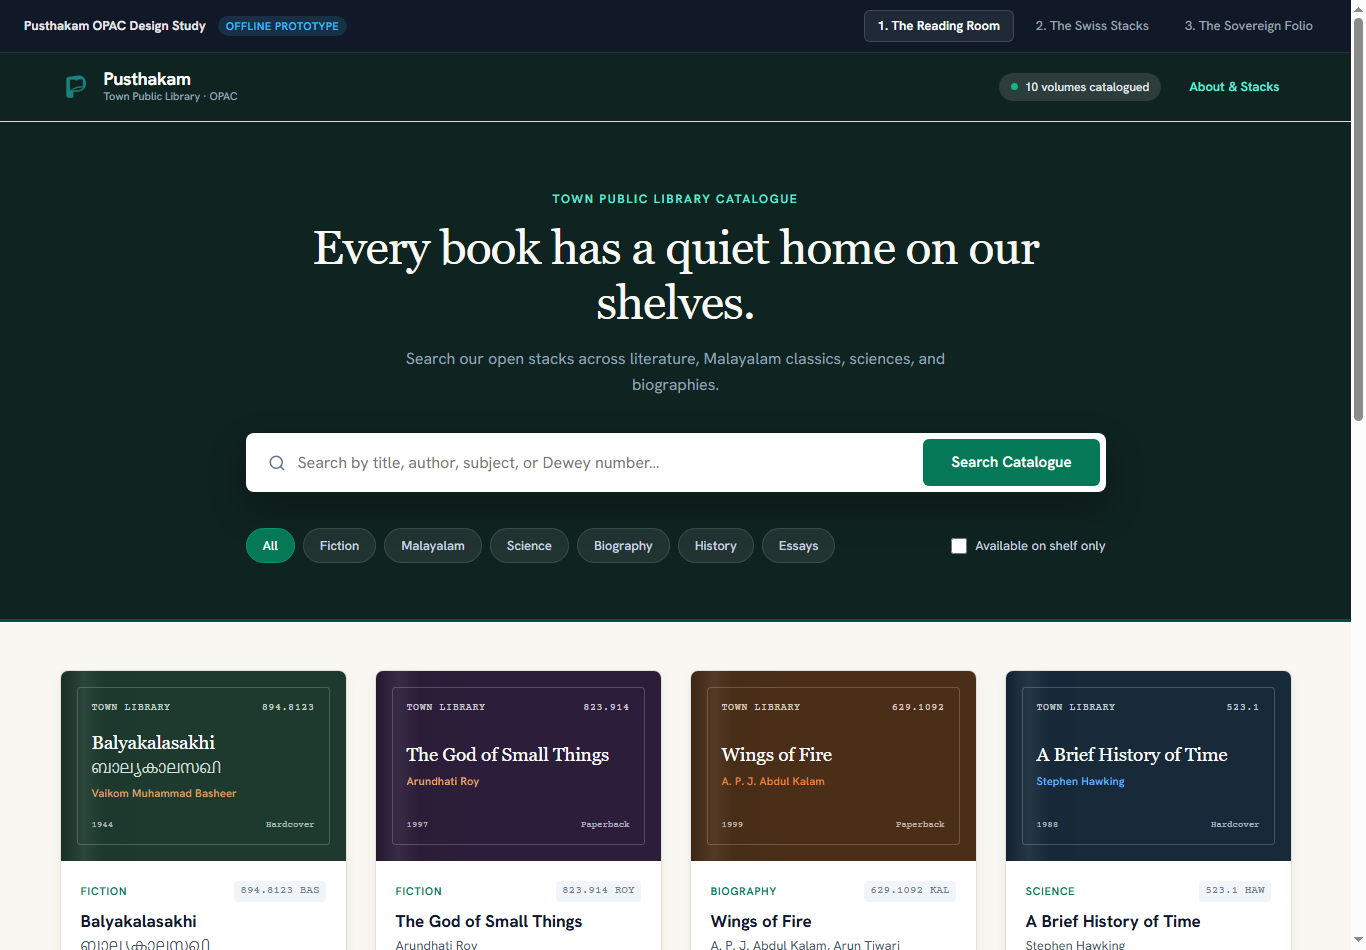 Pusthakam OPAC Design Study
OFFLINE PROTOTYPE
1. The Reading Room
2. The Swiss Stacks
3. The Sovereign Folio
Pusthakam
Town Public Library · OPAC
10 volumes catalogued
About & Stacks
TOWN PUBLIC LIBRARY CATALOGUE
Every book has a quiet home on our
shelves.
Search our open stacks across literature, Malayalam classics, sciences, and
biographies.
Search by title, author, subject, or Dewey number...
Search Catalogue
All
Fiction
Malayalam
Science
Biography
History
Essays
Available on shelf only
TOWN LIBRARY
894.8123
Balyakalasakhi
ബാല്യകാലസഖി
Vaikom Muhammad Basheer
1944
Hardcover
FICTION
894.8123 BAS
Balyakalasakhi
ബാല്യകാലസഖി
TOWN LIBRARY
823.914
The God of Small Things
Arundhati Roy
1997
Paperback
FICTION
823.914 ROY
The God of Small Things
Arundhati Roy
TOWN LIBRARY
629.1092
Wings of Fire
A. P. J. Abdul Kalam
1999
Paperback
BIOGRAPHY
629.1092 KAL
Wings of Fire
A. P. J. Abdul Kalam, Arun Tiwari
TOWN LIBRARY
523.1
A Brief History of Time
Stephen Hawking
1988
Hardcover
SCIENCE
523.1 HAW
A Brief History of Time
Stephen Hawking